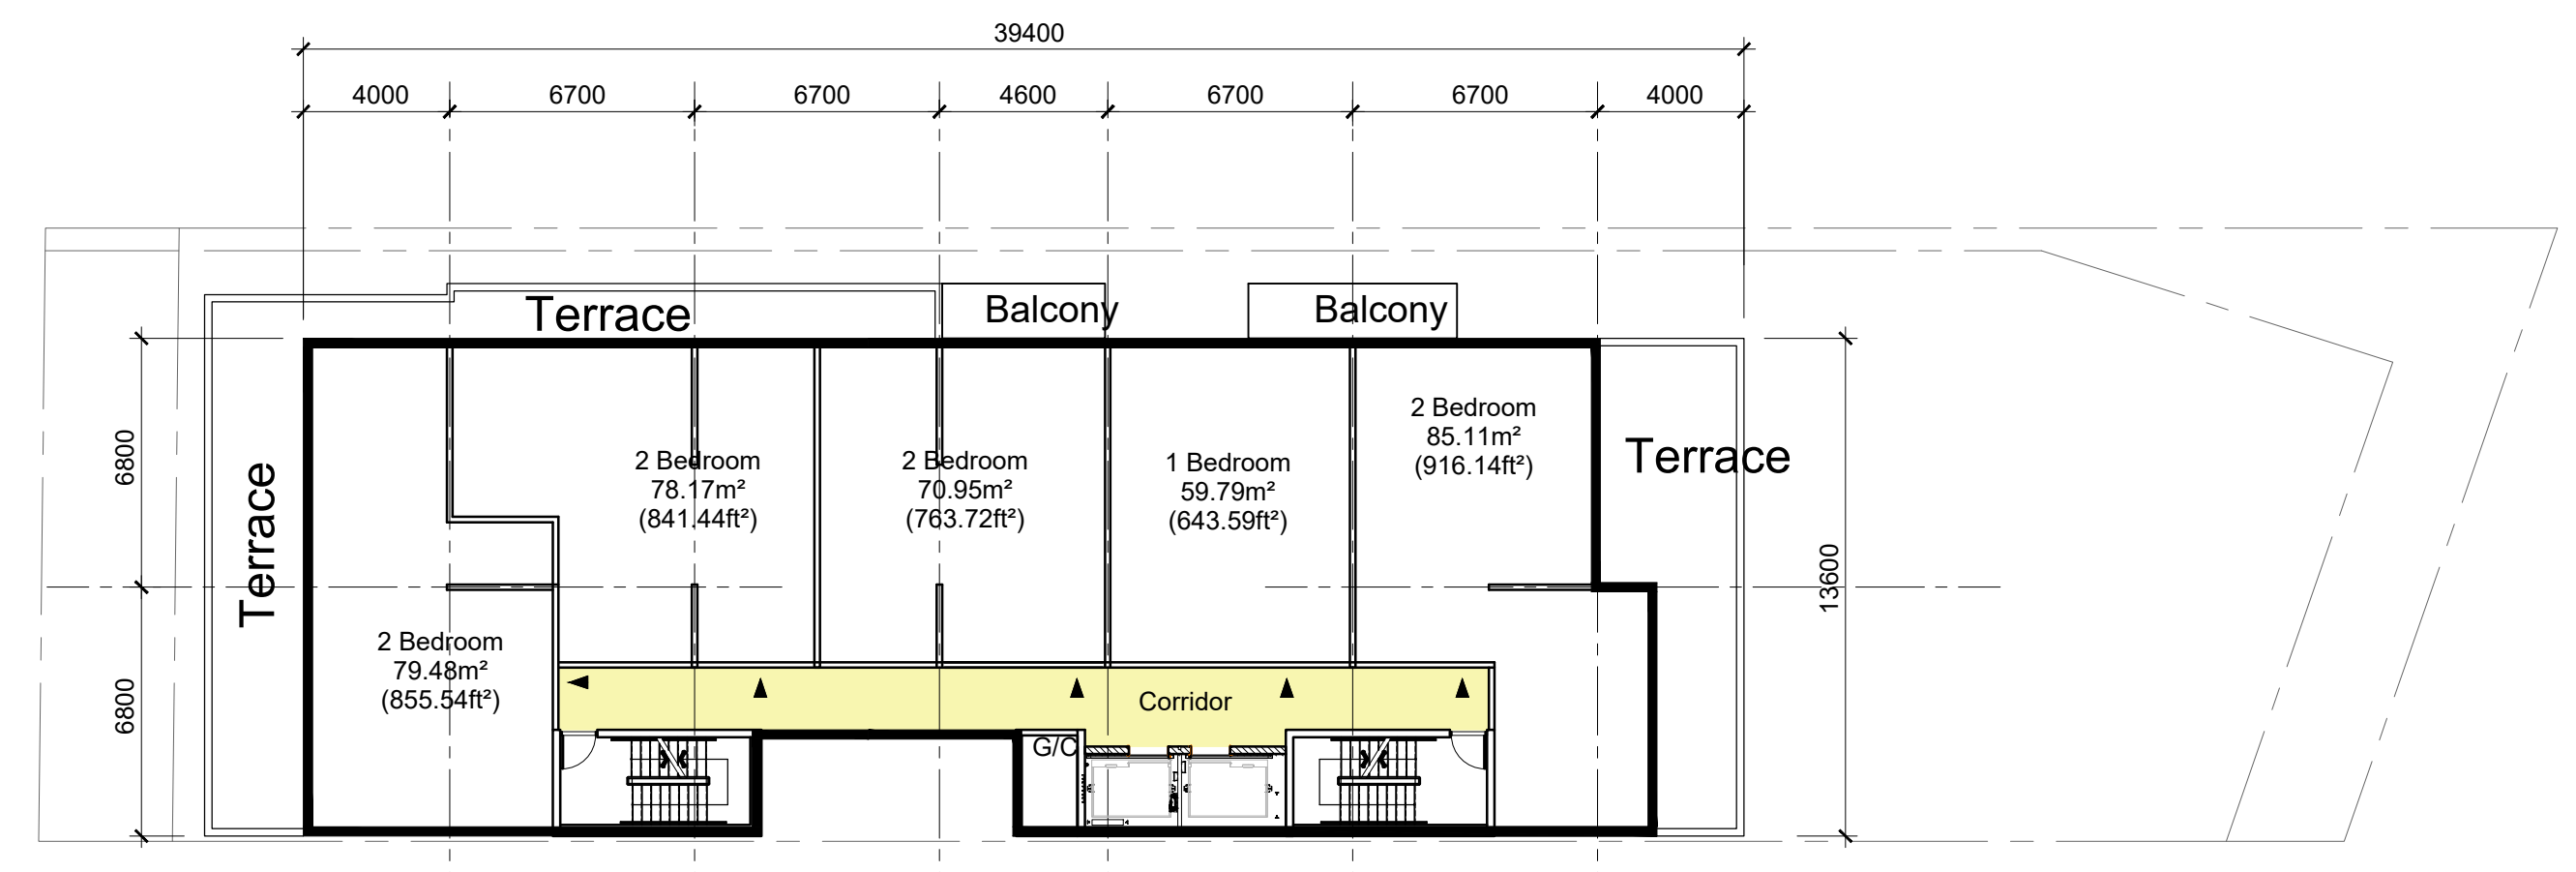 39400
4000
6700
6700
4600
6700
6700
4000
Terrace
Balcony
Balcony
2 Bedroom
85.11m²
(916.14ft²)
Terrace
6800
2 Bedroom
78.17m²
(841.44ft²)
2 Bedroom
70.95m²
(763.72ft²)
1 Bedroom
59.79m²
(643.59ft²)
Terrace
13600
2 Bedroom
79.48m²
(855.54ft²)
6800
Corridor
G/C